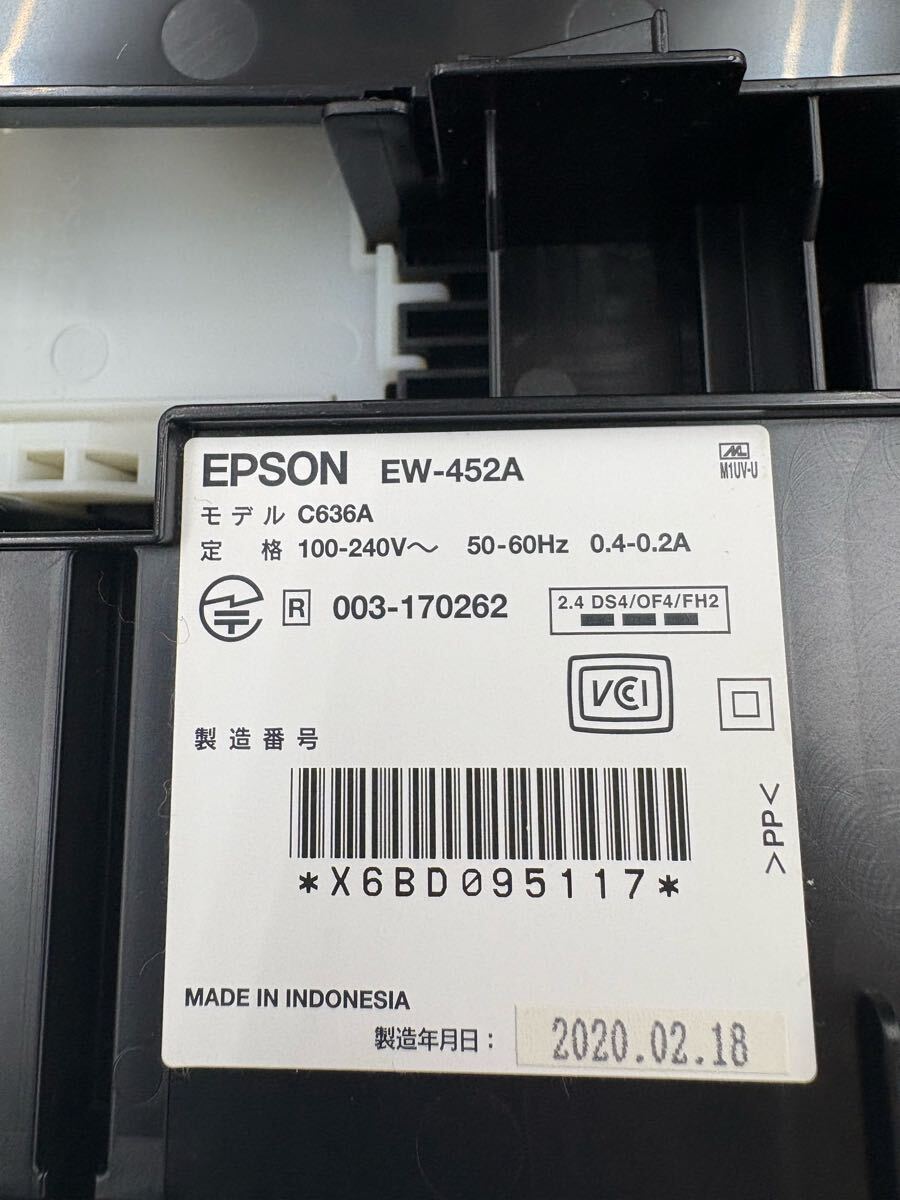 EPSON EW-452A
M1UV-U
モデル C636A
定 格 100-240V～ 50-60Hz 0.4-0.2A
R 003-170262
2.4 DS4/OF4/FH2
VCCI
製造番号
*X6BD095117*
>PP<
MADE IN INDONESIA
製造年月日： 2020.02.18